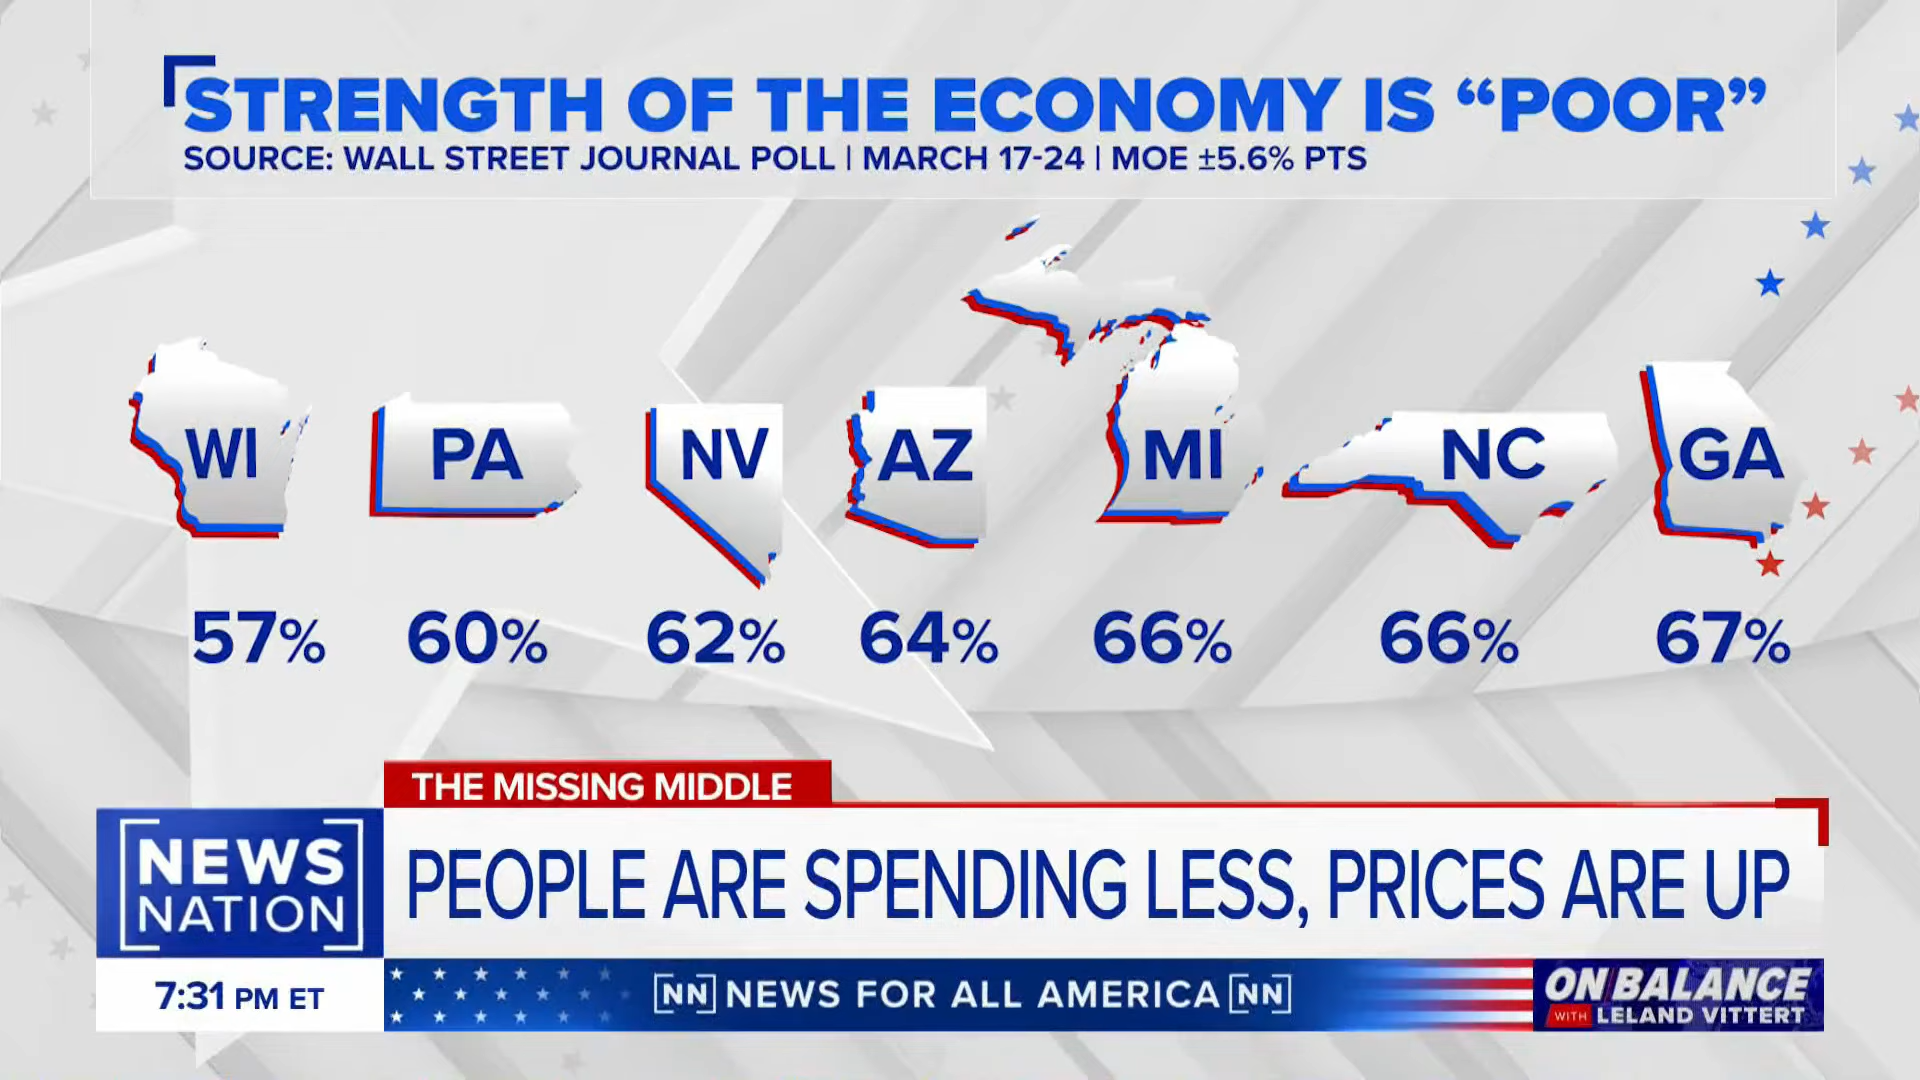 STRENGTH OF THE ECONOMY IS “POOR”
SOURCE: WALL STREET JOURNAL POLL | MARCH 17-24 | MOE ±5.6% PTS
WI PA NV AZ MI NC GA
57% 60% 62% 64% 66% 66% 67%
THE MISSING MIDDLE
PEOPLE ARE SPENDING LESS, PRICES ARE UP
NEWS
NATION
7:31 PM ET
NN NEWS FOR ALL AMERICA NN
ON BALANCE
WITH LELAND VITTERT